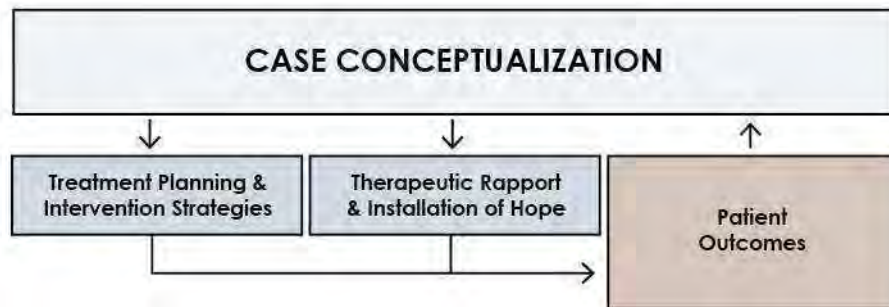 CASE CONCEPTUALIZATION
Treatment Planning &
Intervention Strategies
Therapeutic Rapport
& Installation of Hope
Patient
Outcomes